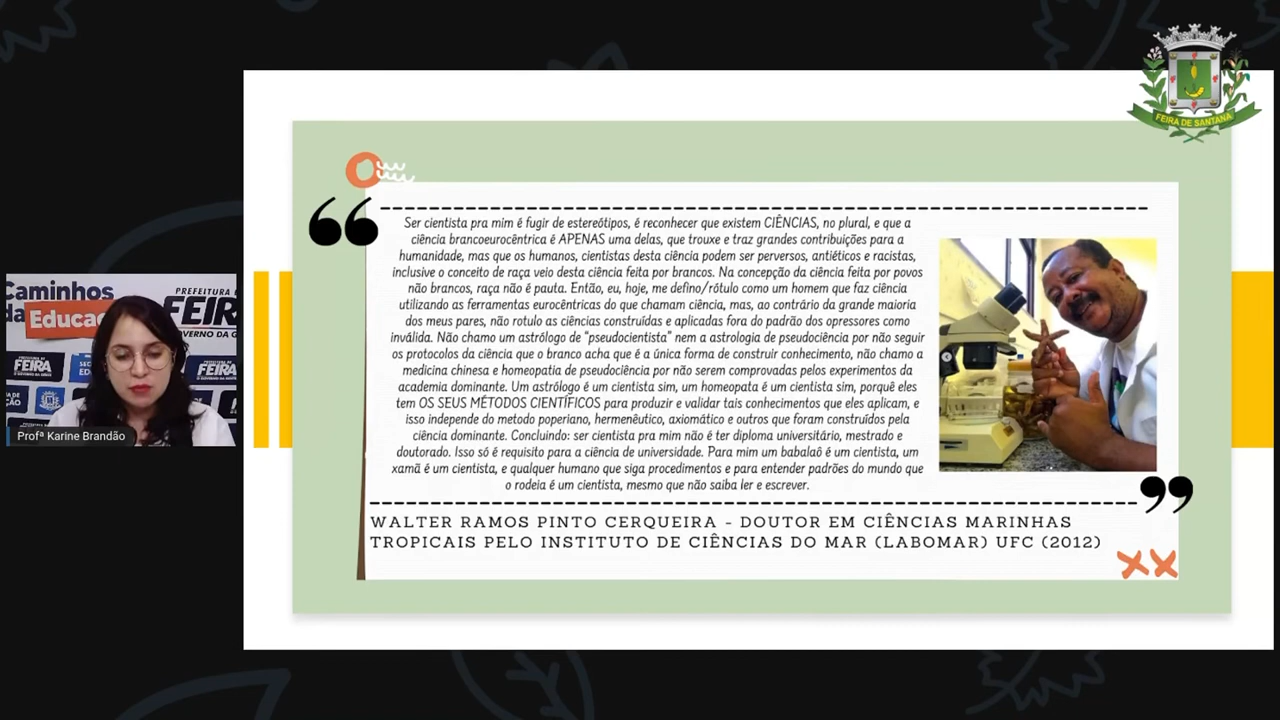 FEIRA DE SANTANA
Ser cientista pra mim é fugir de estereótipos, é reconhecer que existem CIÊNCIAS, no plural, e que a
ciência brancoeurocêntrica é APENAS uma delas, que trouxe e traz grandes contribuições para a
humanidade, mas que os humanos, cientistas desta ciência podem ser perversos, antiéticos e racistas,
inclusive o conceito de raça veio desta ciência feita por brancos. Na concepção da ciência feita por povos
não brancos, raça não é pauta. Então, eu, hoje, me defino/rótulo como um homem que faz ciência
utilizando as ferramentas eurocêntricas do que chamam ciência, mas, ao contrário da grande maioria
dos meus pares, não rotulo as ciências construídas e aplicadas fora do padrão dos opressores como
inválida. Não chamo um astrólogo de "pseudocientista" nem a astrologia de pseudociência por não seguir
os protocolos da ciência que o branco acha que é a única forma de construir conhecimento, não chamo a
medicina chinesa e homeopatia de pseudociência por não serem comprovadas pelos experimentos da
academia dominante. Um astrólogo é um cientista sim, um homeopata é um cientista sim, porquê eles
tem OS SEUS MÉTODOS CIENTÍFICOS para produzir e validar tais conhecimentos que eles aplicam, e
isso independe do metodo poperiano, hermenêutico, axiomático e outros que foram construídos pela
ciência dominante. Concluindo: ser cientista pra mim não é ter diploma universitário, mestrado e
doutorado. Isso só é requisito para a ciência de universidade. Para mim um babalaô é um cientista, um
xamã é um cientista, e qualquer humano que siga procedimentos e para entender padrões do mundo que
o rodeia é um cientista, mesmo que não saiba ler e escrever.
WALTER RAMOS PINTO CERQUEIRA - DOUTOR EM CIÊNCIAS MARINHAS
TROPICAIS PELO INSTITUTO DE CIÊNCIAS DO MAR (LABOMAR) UFC (2012)
Caminhos
da Educaç
PREFEITURA
FEIR
GOVERNO DA
PREFEITURA DE
FEIRA
FEIRA
Profª Karine Brandão